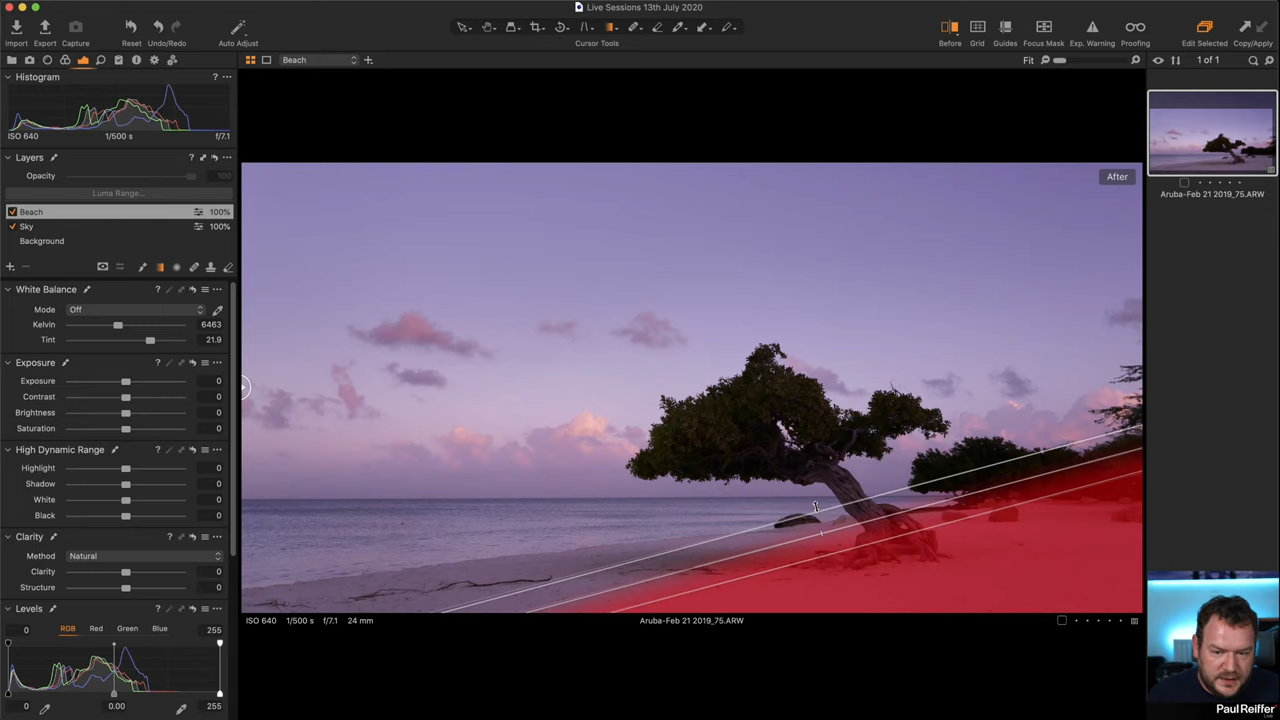 Live Sessions 13th July 2020
Import Export Capture Reset Undo/Redo Auto Adjust Cursor Tools Before Grid Guides Focus Mask Exp. Warning Proofing Edit Selected Copy/Apply
Beach Fit 1 of 1
Histogram ? ...
ISO 640 1/500 s f/7.1
Layers ?
Opacity 100
Luma Range...
Beach 100%
Sky 100%
Background
White Balance ?
Mode Off
Kelvin 6463
Tint 21.9
Exposure ?
Exposure 0
Contrast 0
Brightness 0
Saturation 0
High Dynamic Range ?
Highlight 0
Shadow 0
White 0
Black 0
Clarity ?
Method Natural
Clarity 0
Structure 0
Levels ?
0 RGB Red Green Blue 255
0 0.00 255
After
ISO 640 1/500 s f/7.1 24 mm Aruba-Feb 21 2019_75.ARW
Aruba-Feb 21 2019_75.ARW
PaulReiffer
Live